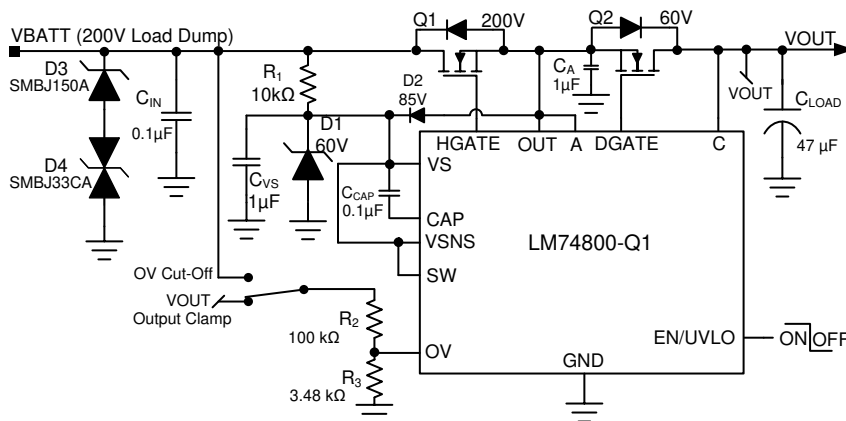 Q1
200V
Q2
60V
VBATT (200V Load Dump)
VOUT
D3
SMBJ150A
R1
10kΩ
CA
1µF
D2
85V
CIN
0.1µF
VOUT
CLOAD
47 µF
D1
60V
HGATE
OUT
A
DGATE
C
D4
SMBJ33CA
CVS
1µF
VS
CCAP
0.1µF
CAP
VSNS
SW
LM74800-Q1
OV Cut-Off
VOUT
Output Clamp
R2
100 kΩ
OV
EN/UVLO
ON
OFF
R3
3.48 kΩ
GND